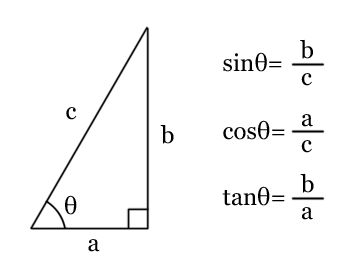 c
b
θ
a
sinθ= b/c
cosθ= a/c
tanθ= b/a